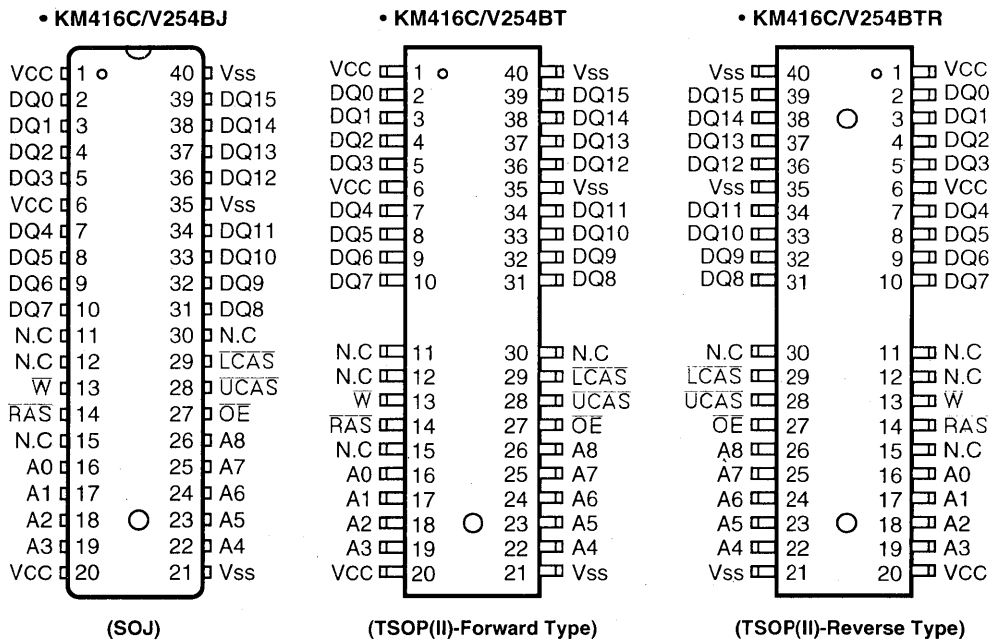 • KM416C/V254BJ
VCC 1 40 Vss
DQ0 2 39 DQ15
DQ1 3 38 DQ14
DQ2 4 37 DQ13
DQ3 5 36 DQ12
VCC 6 35 Vss
DQ4 7 34 DQ11
DQ5 8 33 DQ10
DQ6 9 32 DQ9
DQ7 10 31 DQ8
N.C 11 30 N.C
N.C 12 29 L̅C̅A̅S̅
W̅ 13 28 U̅C̅A̅S̅
R̅A̅S̅ 14 27 O̅E̅
N.C 15 26 A8
A0 16 25 A7
A1 17 24 A6
A2 18 23 A5
A3 19 22 A4
VCC 20 21 Vss
(SOJ)
• KM416C/V254BT
VCC 1 40 Vss
DQ0 2 39 DQ15
DQ1 3 38 DQ14
DQ2 4 37 DQ13
DQ3 5 36 DQ12
VCC 6 35 Vss
DQ4 7 34 DQ11
DQ5 8 33 DQ10
DQ6 9 32 DQ9
DQ7 10 31 DQ8
N.C 11 30 N.C
N.C 12 29 L̅C̅A̅S̅
W̅ 13 28 U̅C̅A̅S̅
R̅A̅S̅ 14 27 O̅E̅
N.C 15 26 A8
A0 16 25 A7
A1 17 24 A6
A2 18 23 A5
A3 19 22 A4
VCC 20 21 Vss
(TSOP(II)-Forward Type)
• KM416C/V254BTR
Vss 40 1 VCC
DQ15 39 2 DQ0
DQ14 38 3 DQ1
DQ13 37 4 DQ2
DQ12 36 5 DQ3
Vss 35 6 VCC
DQ11 34 7 DQ4
DQ10 33 8 DQ5
DQ9 32 9 DQ6
DQ8 31 10 DQ7
N.C 30 11 N.C
L̅C̅A̅S̅ 29 12 N.C
U̅C̅A̅S̅ 28 13 W̅
O̅E̅ 27 14 R̅A̅S̅
A8 26 15 N.C
A7 25 16 A0
A6 24 17 A1
A5 23 18 A2
A4 22 19 A3
Vss 21 20 VCC
(TSOP(II)-Reverse Type)